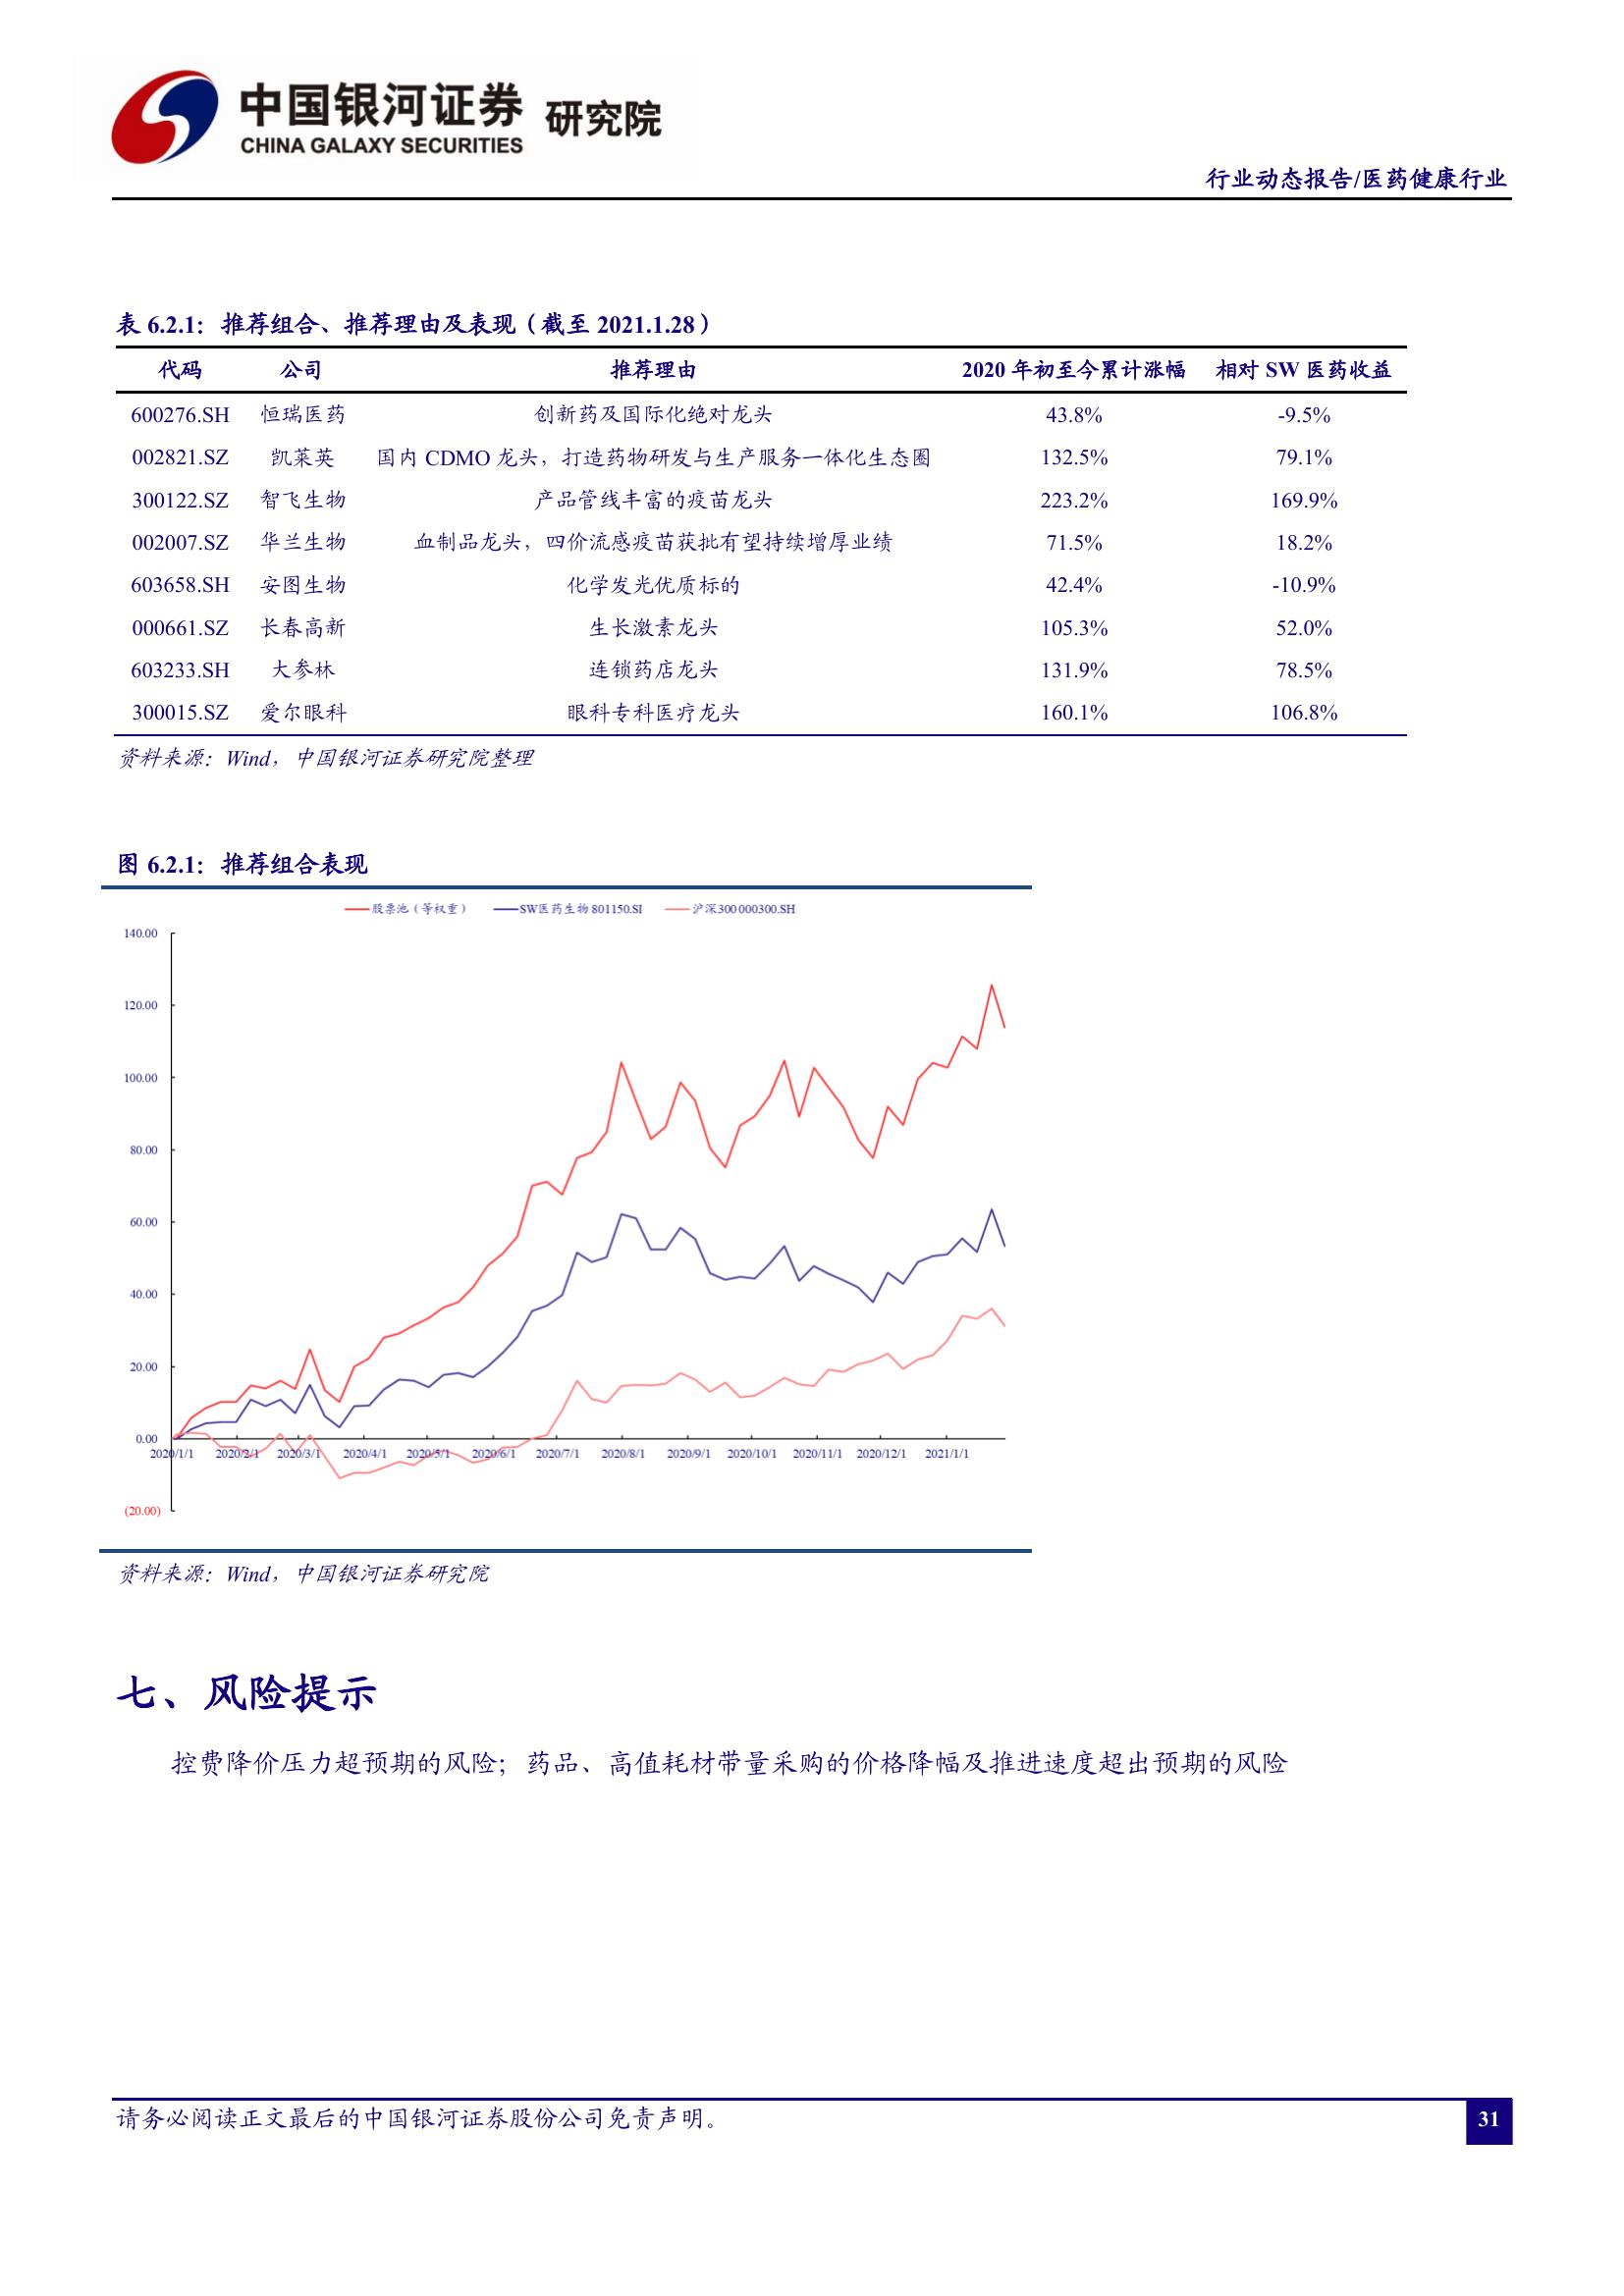 中国银河证券 研究院
CHINA GALAXY SECURITIES
行业动态报告/医药健康行业
表 6.2.1：推荐组合、推荐理由及表现（截至 2021.1.28）
代码 公司 推荐理由 2020 年初至今累计涨幅 相对 SW 医药收益
600276.SH 恒瑞医药 创新药及国际化绝对龙头 43.8% -9.5%
002821.SZ 凯莱英 国内 CDMO 龙头，打造药物研发与生产服务一体化生态圈 132.5% 79.1%
300122.SZ 智飞生物 产品管线丰富的疫苗龙头 223.2% 169.9%
002007.SZ 华兰生物 血制品龙头，四价流感疫苗获批有望持续增厚业绩 71.5% 18.2%
603658.SH 安图生物 化学发光优质标的 42.4% -10.9%
000661.SZ 长春高新 生长激素龙头 105.3% 52.0%
603233.SH 大参林 连锁药店龙头 131.9% 78.5%
300015.SZ 爱尔眼科 眼科专科医疗龙头 160.1% 106.8%
资料来源：Wind，中国银河证券研究院整理
图 6.2.1：推荐组合表现
股票池（等权重） SW医药生物 801150.SI 沪深300 000300.SH
140.00
120.00
100.00
80.00
60.00
40.00
20.00
0.00
2020/1/1 2020/2/1 2020/3/1 2020/4/1 2020/5/1 2020/6/1 2020/7/1 2020/8/1 2020/9/1 2020/10/1 2020/11/1 2020/12/1 2021/1/1
(20.00)
资料来源：Wind，中国银河证券研究院
七、风险提示
控费降价压力超预期的风险；药品、高值耗材带量采购的价格降幅及推进速度超出预期的风险
请务必阅读正文最后的中国银河证券股份公司免责声明。
31